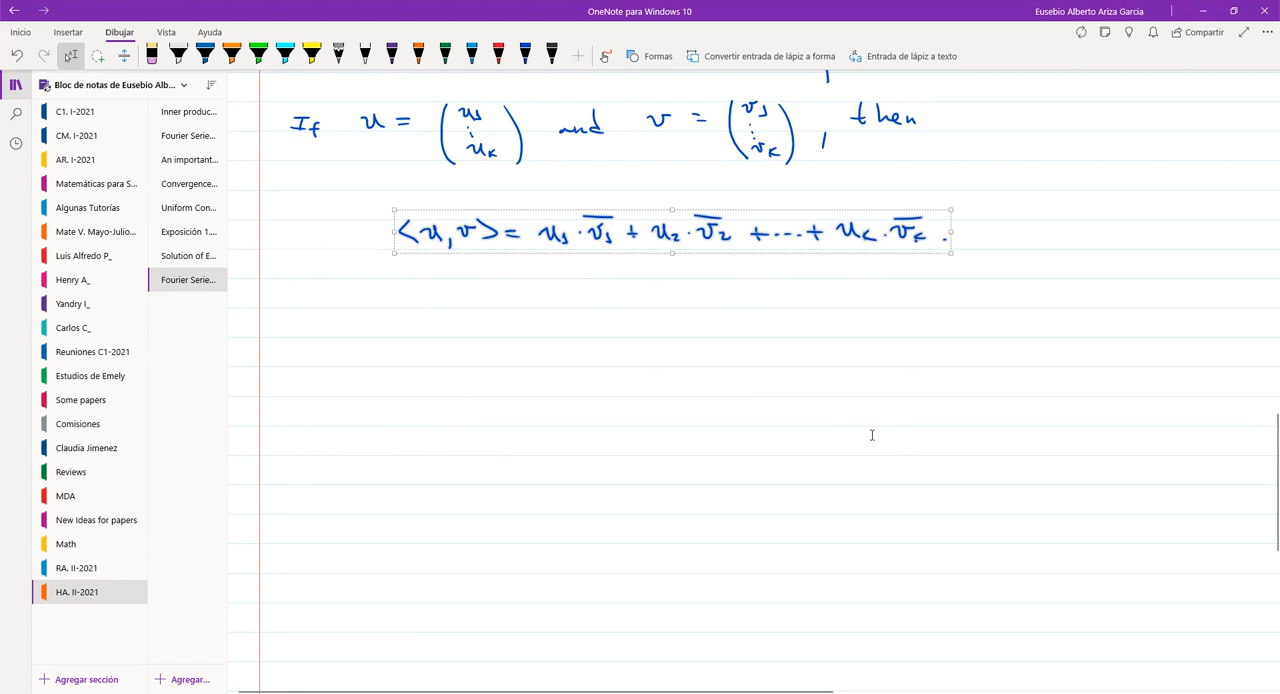 OneNote para Windows 10
Eusebio Alberto Ariza Garcia
Inicio Insertar Dibujar Vista Ayuda
Compartir
Formas Convertir entrada de lápiz a forma Entrada de lápiz a texto
Bloc de notas de Eusebio Alb...
C1. I-2021
CM. I-2021
AR. I-2021
Matemáticas para S...
Algunas Tutorías
Mate V. Mayo-Julio...
Luis Alfredo P_
Henry A_
Yandry I_
Carlos C_
Reuniones C1-2021
Estudios de Emely
Some papers
Comisiones
Claudia Jimenez
Reviews
MDA
New Ideas for papers
Math
RA. II-2021
HA. II-2021
Agregar sección
Inner produc...
Fourier Serie...
An important...
Convergence...
Uniform Con...
Exposición 1....
Solution of E...
Fourier Serie...
Agregar...
If u = (u₁ ⋮ u_k) and v = (v₁ ⋮ v_k), then
<u,v> = u₁·v̅₁ + u₂·v̅₂ + ... + u_k·v̅_k.